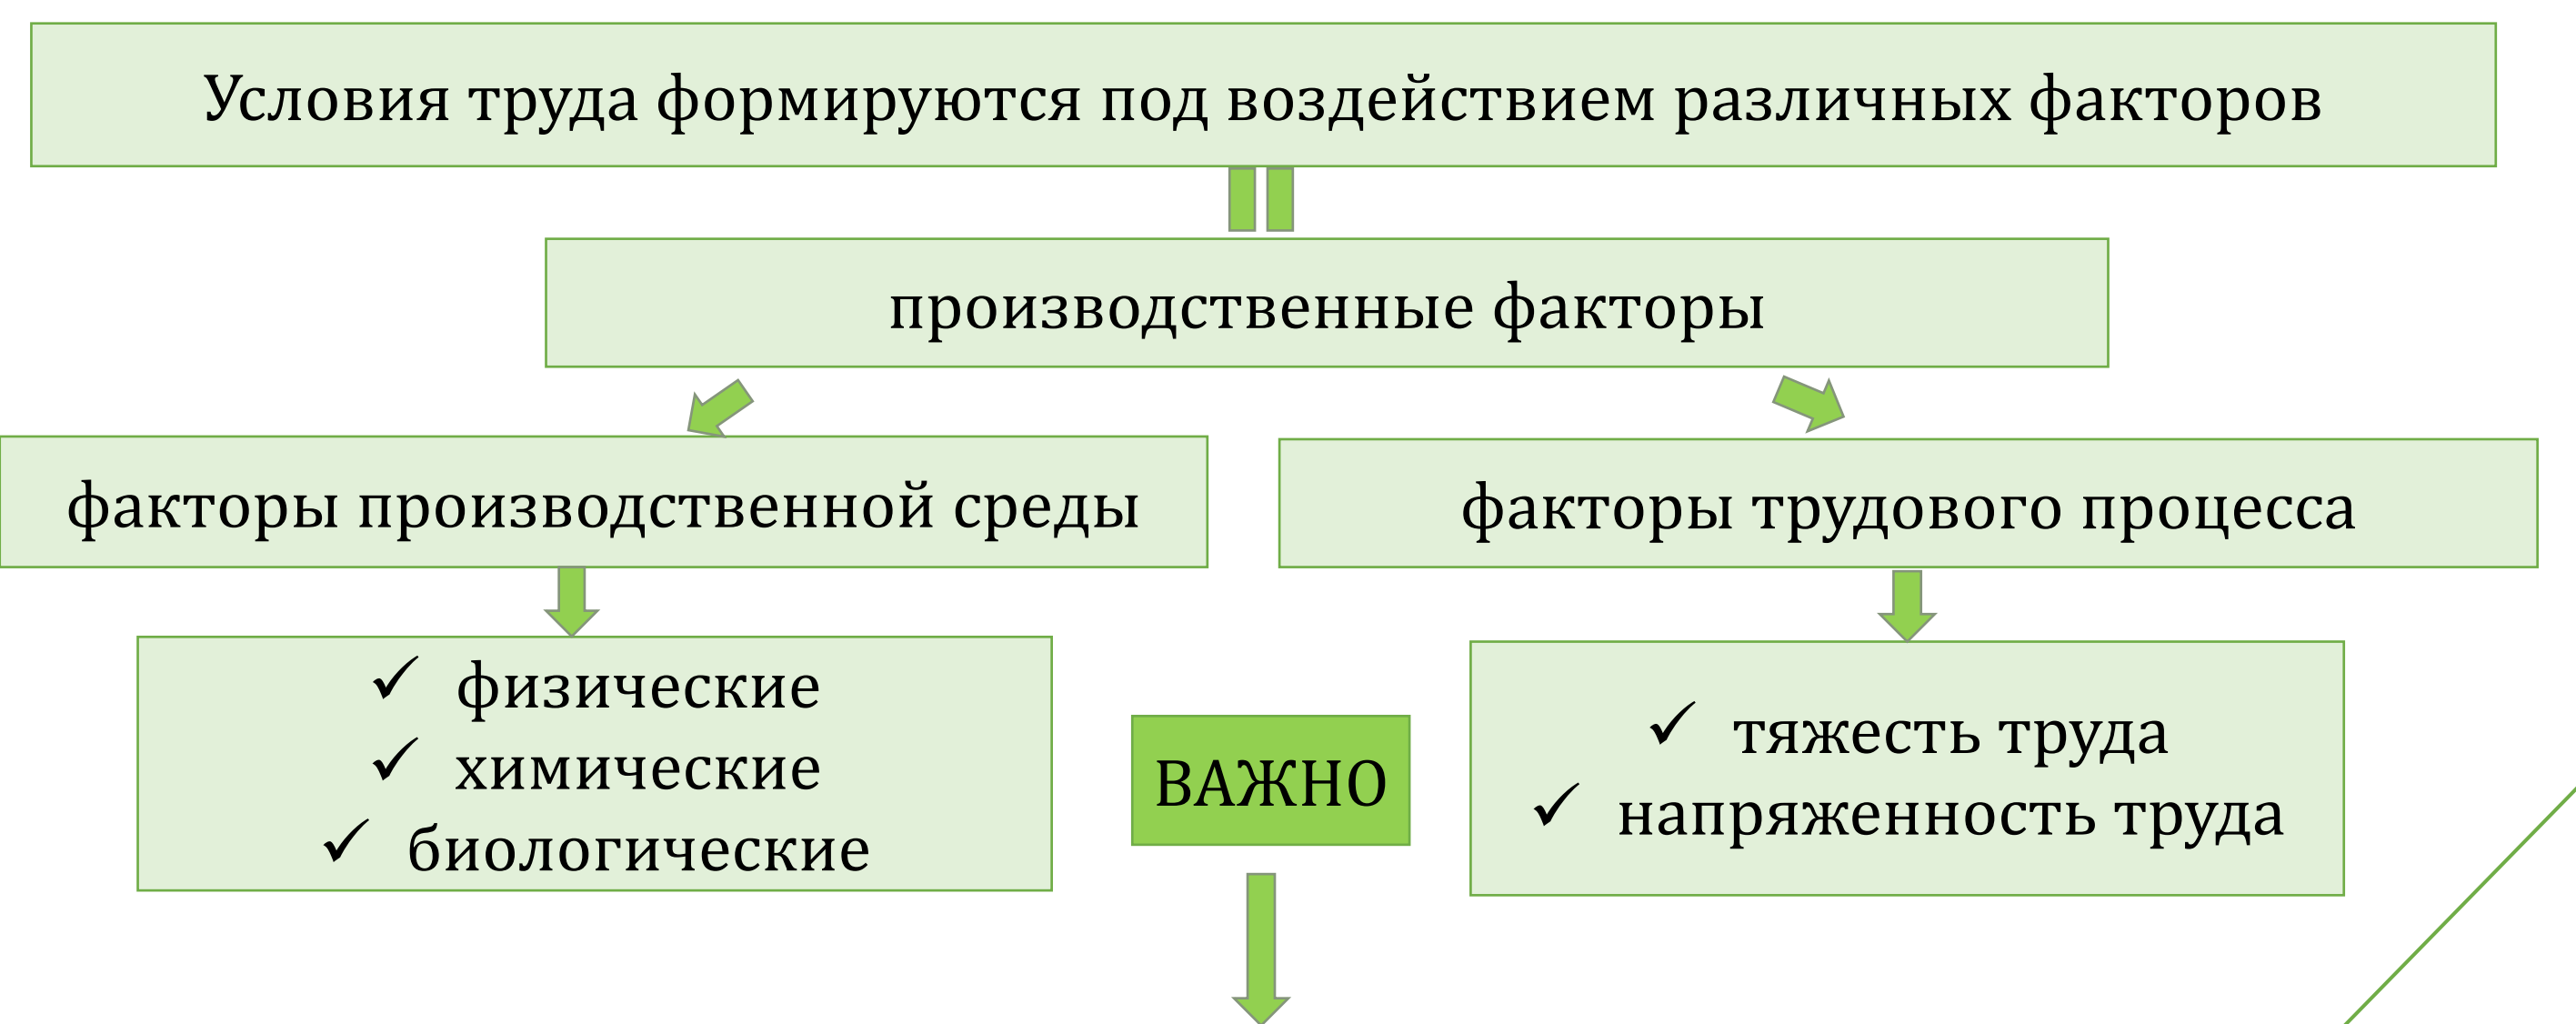 Условия труда формируются под воздействием различных факторов
производственные факторы
факторы производственной среды
факторы трудового процесса
✓ физические
✓ химические
✓ биологические
ВАЖНО
✓ тяжесть труда
✓ напряженность труда